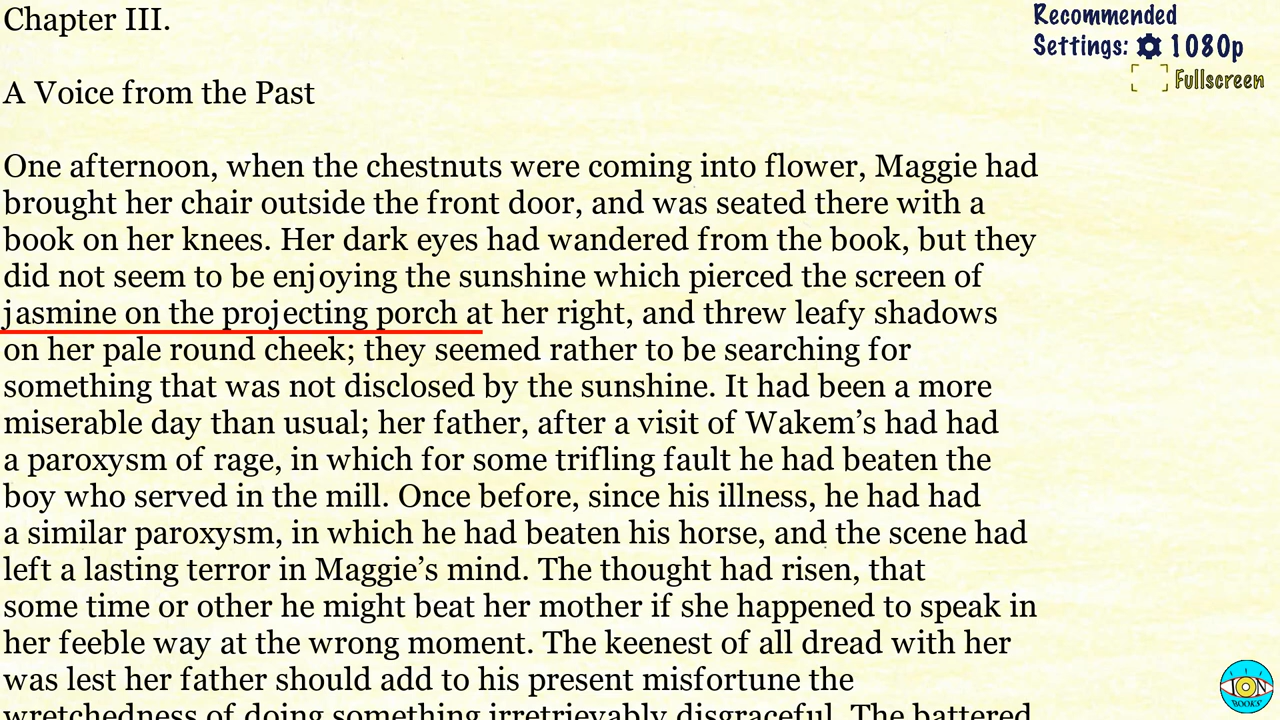 Chapter III.
Recommended
Settings: 1080p
Fullscreen
A Voice from the Past
One afternoon, when the chestnuts were coming into flower, Maggie had
brought her chair outside the front door, and was seated there with a
book on her knees. Her dark eyes had wandered from the book, but they
did not seem to be enjoying the sunshine which pierced the screen of
jasmine on the projecting porch at her right, and threw leafy shadows
on her pale round cheek; they seemed rather to be searching for
something that was not disclosed by the sunshine. It had been a more
miserable day than usual; her father, after a visit of Wakem’s had had
a paroxysm of rage, in which for some trifling fault he had beaten the
boy who served in the mill. Once before, since his illness, he had had
a similar paroxysm, in which he had beaten his horse, and the scene had
left a lasting terror in Maggie’s mind. The thought had risen, that
some time or other he might beat her mother if she happened to speak in
her feeble way at the wrong moment. The keenest of all dread with her
was lest her father should add to his present misfortune the
wretchedness of doing something irretrievably disgraceful. The battered
ION
BOOKS